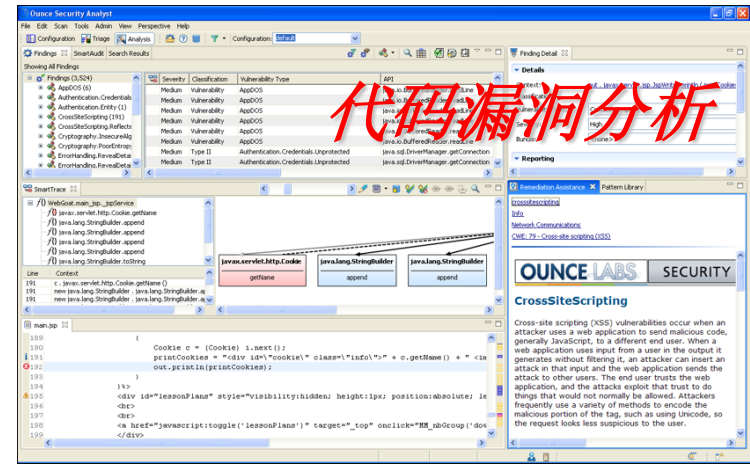 Ounce Security Analyst
File Edit Scan Tools Admin View Perspective Help
Configuration Triage Analysis Configuration: default
Findings SmartAudit Search Results
Showing All Findings
Findings (3,524)
AppDOS (6)
Authentication.Credentials
Authentication.Entity (1)
CrossSiteScripting (191)
CrossSiteScripting.Reflecte
Cryptography.InsecureAlg
Cryptography.PoorEntropy
ErrorHandling.RevealDetai
ErrorHandling.RevealDetai
Severity Classification Vulnerability Type API
Medium Vulnerability AppDOS java.io.BufferedReader.readLine
Medium Vulnerability AppDOS
Medium Vulnerability AppDOS
Medium Vulnerability AppDOS
Medium Vulnerability AppDOS java.io.BufferedReader.readLine
Medium Type II Authentication.Credentials.Unprotected java.sql.DriverManager.getConnection
Medium Type II Authentication.Credentials.Unprotected java.sql.DriverManager.getConnection
代码漏洞分析
Finding Detail
Details
High
<none>
Reporting
SmartTrace
WebGoat.main_jsp._jspService
javax.servlet.http.Cookie.getName
java.lang.StringBuilder.append
java.lang.StringBuilder.append
java.lang.StringBuilder.append
java.lang.StringBuilder.append
java.lang.StringBuilder.toString
Line Context
191 c . javax.servlet.http.Cookie.getName ()
191 new java.lang.StringBuilder . java.lang.StringBuilder.a
191 new java.lang.StringBuilder . java.lang.StringBuilder.a
javax.servlet.http.Cookie
getName
java.lang.StringBuilder
append
java.lang.StringBuilder
append
main.jsp
189 {
190 Cookie c = (Cookie) i.next();
191 printCookies = "<div id=\"cookie\" class=\"info\">" + c.getName() + " <im
192 out.println(printCookies);
193 }
194 }%>
195 <div id="lessonPlans" style="visibility:hidden; height:1px; position:absolute; le
196 <br>
197 <br>
198 <a href="javascript:toggle('lessonPlans')" target="_top" onclick="MM_nbGroup('dow
199 </div>
Remediation Assistance Pattern Library
crosssitescripting
Info
Network Communications
CWE: 79 - Cross-site scripting (XSS)
OUNCE LABS SECURITY
CrossSiteScripting
Cross-site scripting (XSS) vulnerabilities occur when an
attacker uses a web application to send malicious code,
generally JavaScript, to a different end user. When a
web application uses input from a user in the output it
generates without filtering it, an attacker can insert an
attack in that input and the web application sends the
attack to other users. The end user trusts the web
application, and the attacks exploit that trust to do
things that would not normally be allowed. Attackers
frequently use a variety of methods to encode the
malicious portion of the tag, such as using Unicode, so
the request looks less suspicious to the user.